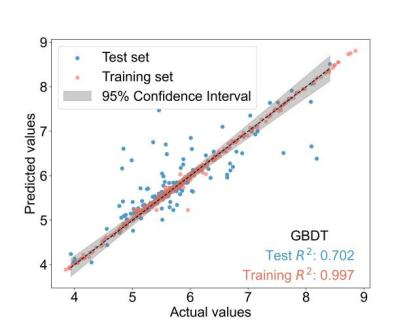 Test set
Training set
95% Confidence Interval
9
8
7
6
5
4
Predicted values
GBDT
Test R²: 0.702
Training R²: 0.997
4 5 6 7 8 9
Actual values